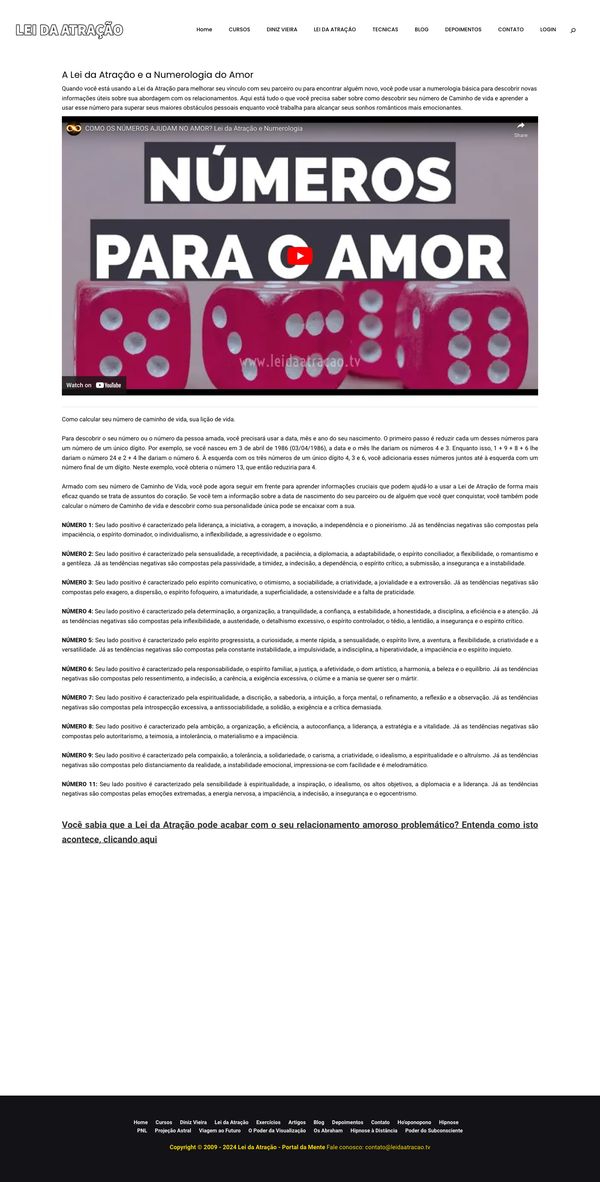 LEI DA ATRAÇÃO
Home CURSOS DINIZ VIEIRA LEI DA ATRAÇÃO TECNICAS BLOG DEPOIMENTOS CONTATO LOGIN
A Lei da Atração e a Numerologia do Amor
Quando você está usando a Lei da Atração para melhorar seu vínculo com seu parceiro ou para encontrar alguém novo, você pode usar a numerologia básica para descobrir novas
informações úteis sobre sua abordagem com os relacionamentos. Aqui está tudo o que você precisa saber sobre como descobrir seu número de Caminho de vida e aprender a
usar esse número para superar seus maiores obstáculos pessoais enquanto você trabalha para alcançar seus sonhos românticos mais emocionantes.
COMO OS NÚMEROS AJUDAM NO AMOR? Lei da Atração e Numerologia
Share
NÚMEROS
PARA O AMOR
www.leidaatracao.tv
Watch on YouTube
Como calcular seu número de caminho de vida, sua lição de vida.
Para descobrir o seu número ou o número da pessoa amada, você precisará usar a data, mês e ano do seu nascimento. O primeiro passo é reduzir cada um desses números para
um número de um único dígito. Por exemplo, se você nasceu em 3 de abril de 1986 (03/04/1986), a data e o mês lhe dariam os números 4 e 3. Enquanto isso, 1 + 9 + 8 + 6 lhe
dariam o número 24 e 2 + 4 lhe dariam o número 6. À esquerda com os três números de um único dígito 4, 3 e 6, você adicionaria esses números juntos até à esquerda com um
número final de um dígito. Neste exemplo, você obteria o número 13, que então reduziria para 4.
Armado com seu número de Caminho de Vida, você pode agora seguir em frente para aprender informações cruciais que podem ajudá-lo a usar a Lei de Atração de forma mais
eficaz quando se trata de assuntos do coração. Se você tem a informação sobre a data de nascimento do seu parceiro ou de alguém que você quer conquistar, você também pode
calcular o número de Caminho de vida e descobrir como sua personalidade única pode se encaixar com a sua.
NÚMERO 1: Seu lado positivo é caracterizado pela liderança, a iniciativa, a coragem, a inovação, a independência e o pioneirismo. Já as tendências negativas são compostas pela
impaciência, o espírito dominador, o individualismo, a inflexibilidade, a agressividade e o egoísmo.
NÚMERO 2: Seu lado positivo é caracterizado pela sensualidade, a receptividade, a paciência, a diplomacia, a adaptabilidade, o espírito conciliador, a flexibilidade, o romantismo e
a gentileza. Já as tendências negativas são compostas pela passividade, a timidez, a indecisão, a dependência, o espírito crítico, a submissão, a insegurança e a instabilidade.
NÚMERO 3: Seu lado positivo é caracterizado pelo espírito comunicativo, o otimismo, a sociabilidade, a criatividade, a jovialidade e a extroversão. Já as tendências negativas são
compostas pelo exagero, a dispersão, o espírito fofoqueiro, a imaturidade, a superficialidade, a ostensividade e a falta de praticidade.
NÚMERO 4: Seu lado positivo é caracterizado pela determinação, a organização, a tranquilidade, a confiança, a estabilidade, a honestidade, a disciplina, a eficiência e a atenção. Já
as tendências negativas são compostas pela inflexibilidade, a austeridade, o detalhismo excessivo, o espírito controlador, o tédio, a lentidão, a insegurança e o espírito crítico.
NÚMERO 5: Seu lado positivo é caracterizado pelo espírito progressista, a curiosidade, a mente rápida, a sensualidade, o espírito livre, a aventura, a flexibilidade, a criatividade e a
versatilidade. Já as tendências negativas são compostas pela constante instabilidade, a impulsividade, a indisciplina, a hiperatividade, a impaciência e o espírito inquieto.
NÚMERO 6: Seu lado positivo é caracterizado pela responsabilidade, o espírito familiar, a justiça, a afetividade, o dom artístico, a harmonia, a beleza e o equilíbrio. Já as tendências
negativas são compostas pelo ressentimento, a indecisão, a carência, a exigência excessiva, o ciúme e a mania se querer ser o mártir.
NÚMERO 7: Seu lado positivo é caracterizado pela espiritualidade, a discrição, a sabedoria, a intuição, a força mental, o refinamento, a reflexão e a observação. Já as tendências
negativas são compostas pela introspecção excessiva, a antissociabilidade, a solidão, a exigência e a crítica demasiada.
NÚMERO 8: Seu lado positivo é caracterizado pela ambição, a organização, a eficiência, a autoconfiança, a liderança, a estratégia e a vitalidade. Já as tendências negativas são
compostas pelo autoritarismo, a teimosia, a intolerância, o materialismo e a impaciência.
NÚMERO 9: Seu lado positivo é caracterizado pela compaixão, a tolerância, a solidariedade, o carisma, a criatividade, o idealismo, a espiritualidade e o altruísmo. Já as tendências
negativas são compostas pelo distanciamento da realidade, a instabilidade emocional, impressiona-se com facilidade e é melodramático.
NÚMERO 11: Seu lado positivo é caracterizado pela sensibilidade à espiritualidade, a inspiração, o idealismo, os altos objetivos, a diplomacia e a liderança. Já as tendências
negativas são compostas pelas emoções extremadas, a energia nervosa, a impaciência, a indecisão, a insegurança e o egocentrismo.
Você sabia que a Lei da Atração pode acabar com o seu relacionamento amoroso problemático? Entenda como isto
acontece, clicando aqui
Home Cursos Diniz Vieira Lei da Atração Exercícios Artigos Blog Depoimentos Contato Ho'oponopono Hipnose
PNL Projeção Astral Viagem ao Futuro O Poder da Visualização Os Abraham Hipnose à Distância Poder do Subconsciente
Copyright © 2009 - 2024 Lei da Atração - Portal da Mente Fale conosco: contato@leidaatracao.tv